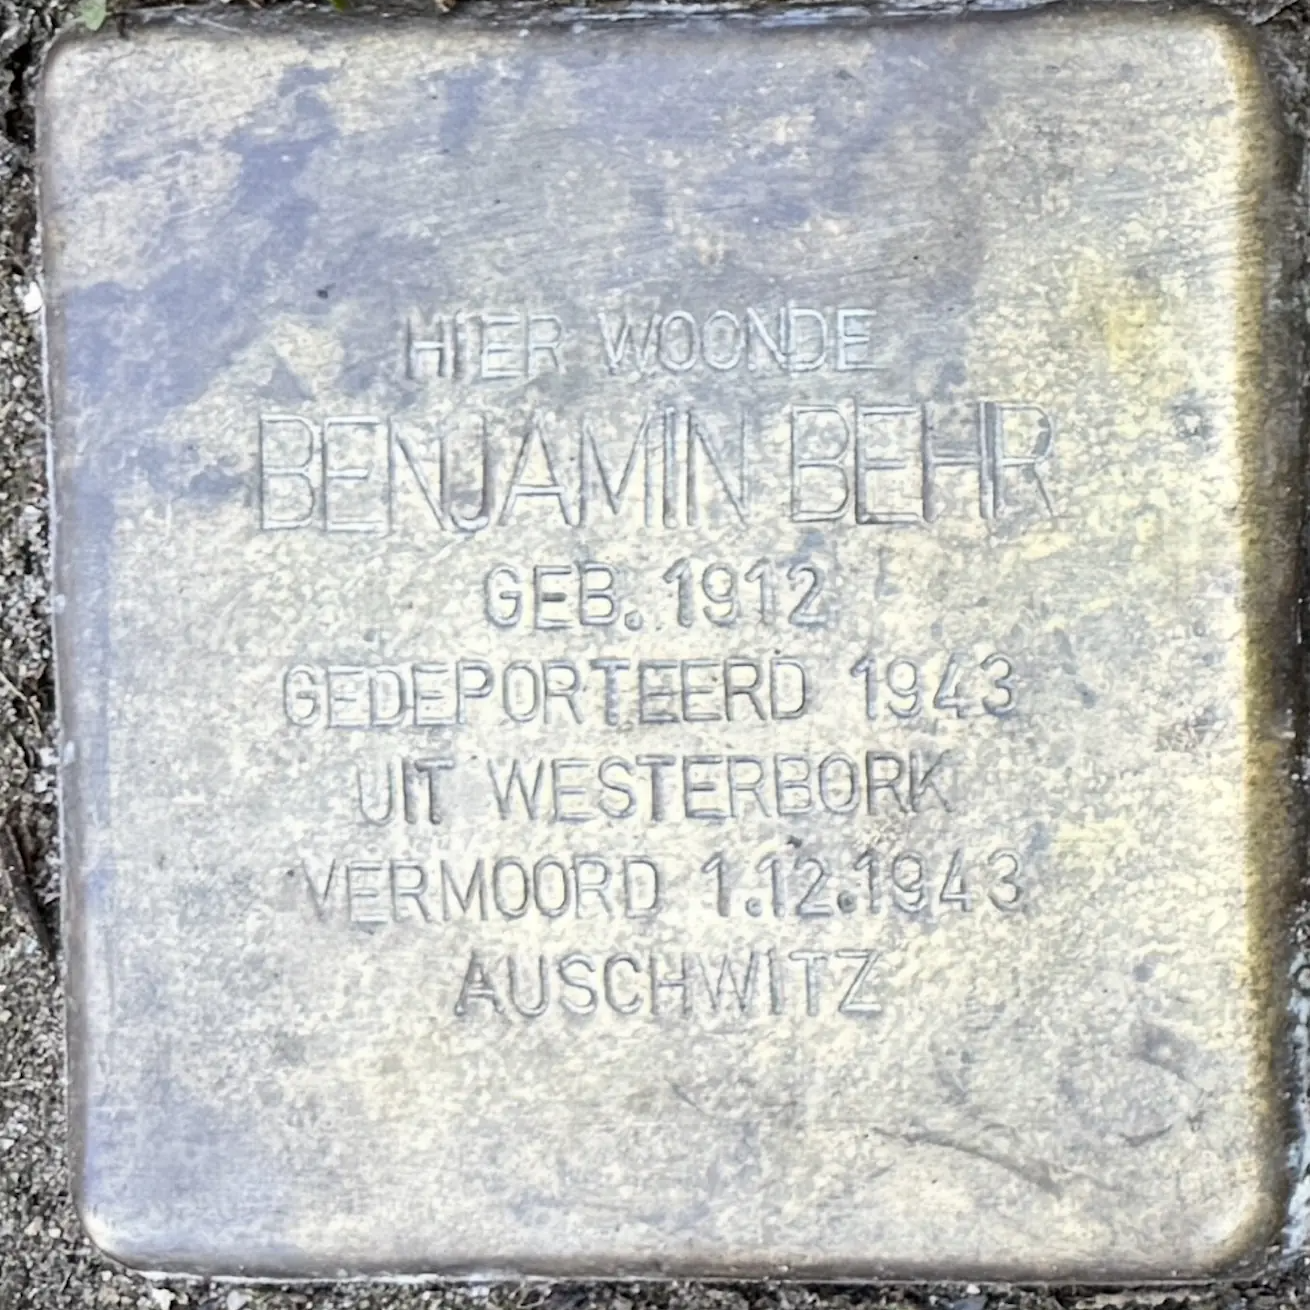 HIER WOONDE
BENJAMIN BEHR
GEB. 1912
GEDEPORTEERD 1943
UIT WESTERBORK
VERMOORD 1.12.1943
AUSCHWITZ